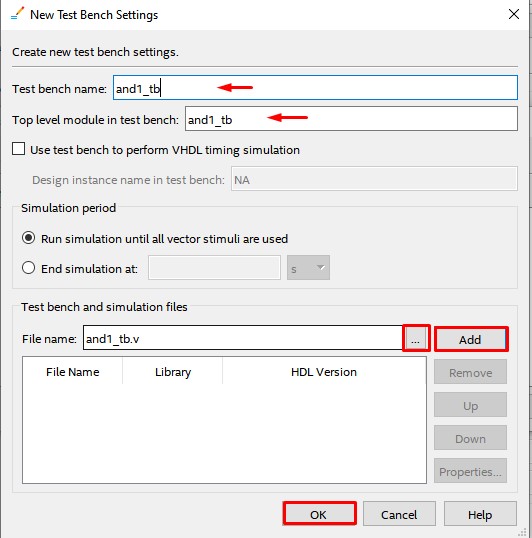 New Test Bench Settings
Create new test bench settings.
Test bench name: and1_tb
Top level module in test bench: and1_tb
Use test bench to perform VHDL timing simulation
Design instance name in test bench: NA
Simulation period
Run simulation until all vector stimuli are used
End simulation at: s
Test bench and simulation files
File name: and1_tb.v ... Add
File Name Library HDL Version
Remove
Up
Down
Properties...
OK Cancel Help